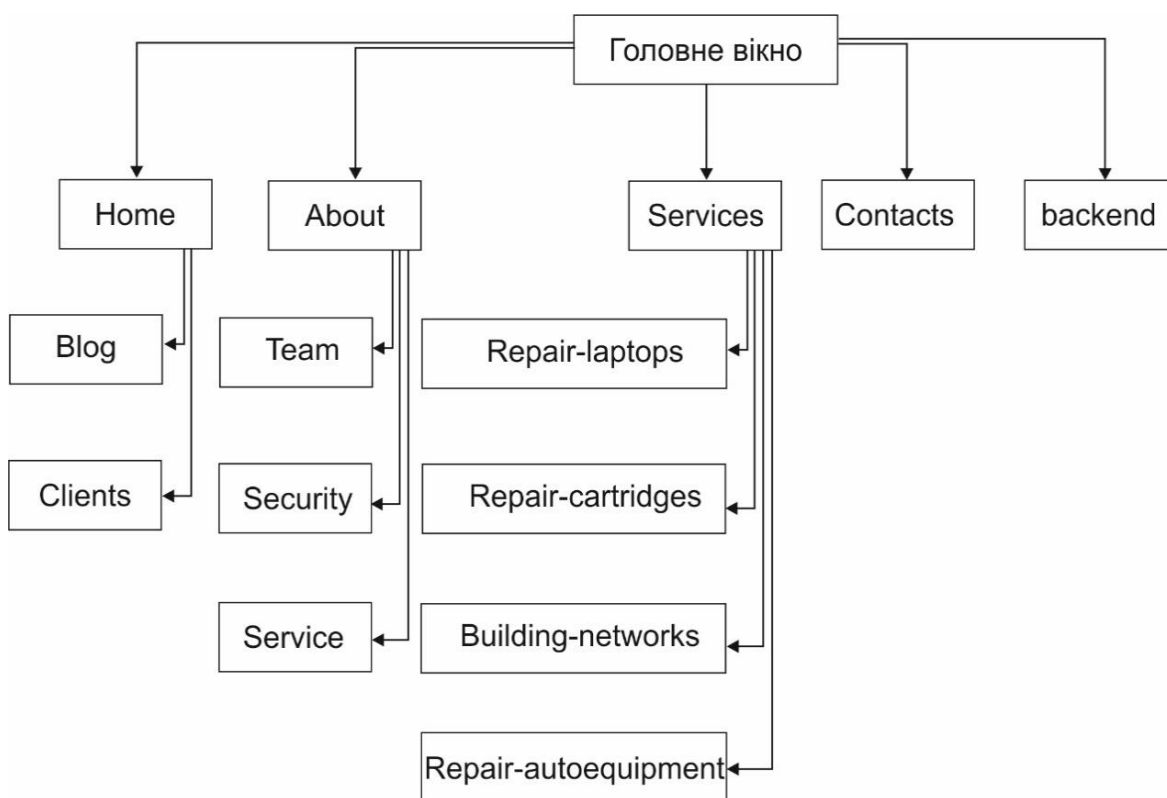 Головне вікно
Home
About
Services
Contacts
backend
Blog
Team
Repair-laptops
Clients
Security
Repair-cartridges
Service
Building-networks
Repair-autoequipment